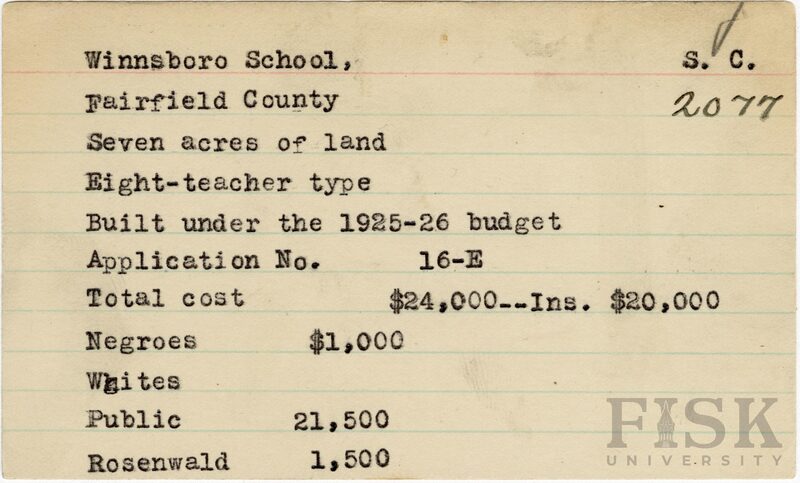 Winnsboro School, S. C.
Fairfield County 2077
Seven acres of land
Eight-teacher type
Built under the 1925-26 budget
Application No. 16-E
Total cost $24,000--Ins. $20,000
Negroes $1,000
Whites
Public 21,500
Rosenwald 1,500
FISK
UNIVERSITY